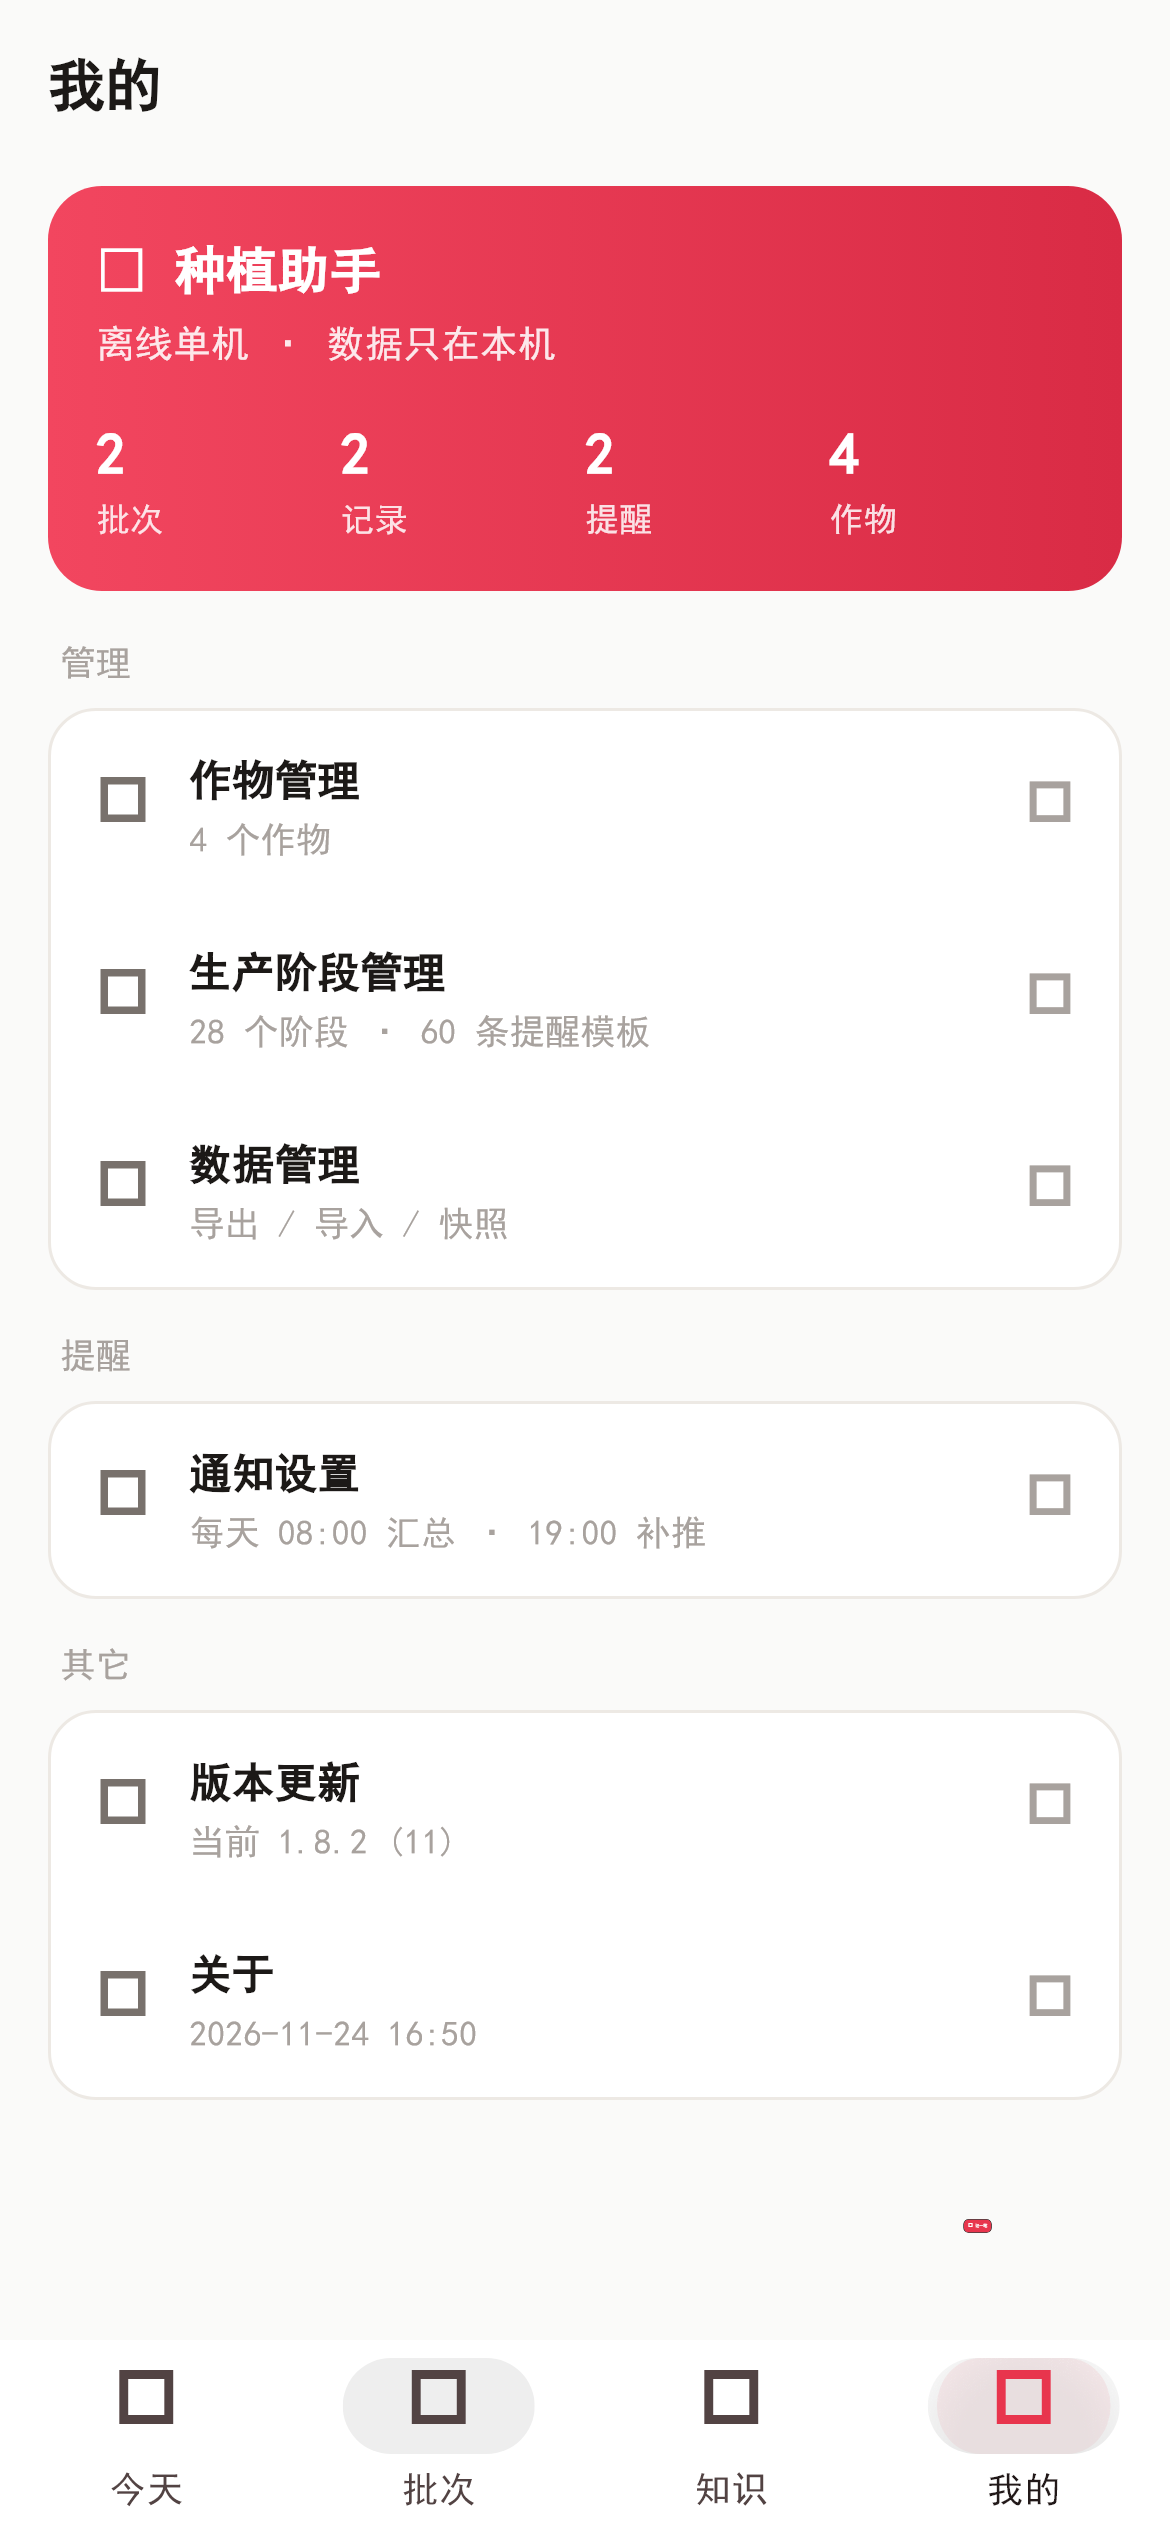 我的
种植助手
离线单机 · 数据只在本机
2 2 2 4
批次 记录 提醒 作物
管理
作物管理
4 个作物
生产阶段管理
28 个阶段 · 60 条提醒模板
数据管理
导出 / 导入 / 快照
提醒
通知设置
每天 08:00 汇总 · 19:00 补推
其它
版本更新
当前 1.8.2 (11)
关于
2026-11-24 16:50
今天 批次 知识 我的